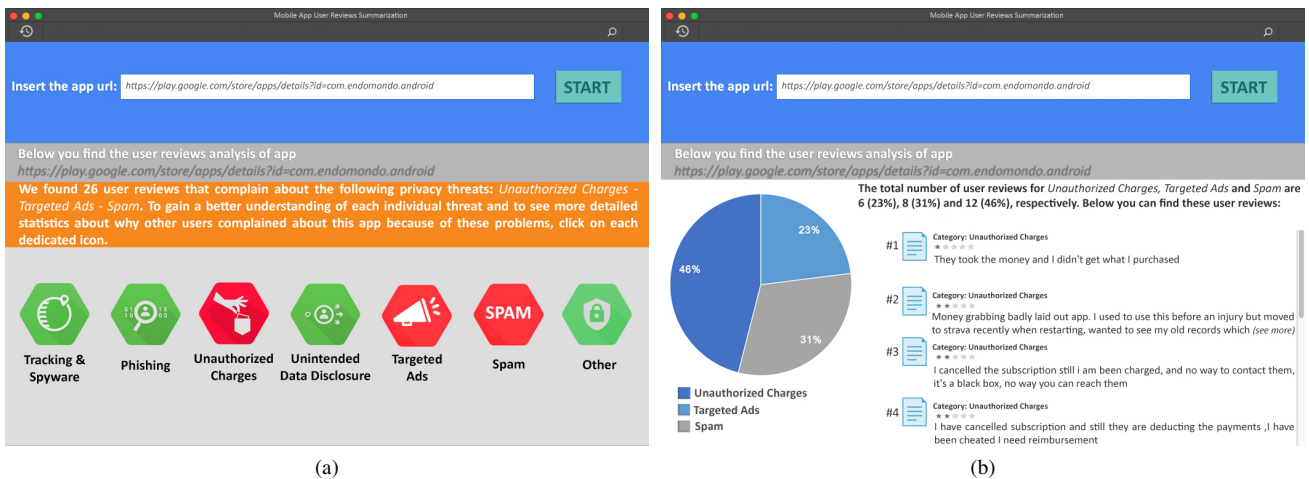 Mobile App User Reviews Summarization
Insert the app url:
https://play.google.com/store/apps/details?id=com.endomondo.android
START
Below you find the user reviews analysis of app
https://play.google.com/store/apps/details?id=com.endomondo.android
We found 26 user reviews that complain about the following privacy threats: Unauthorized Charges -
Targeted Ads - Spam. To gain a better understanding of each individual threat and to see more detailed
statistics about why other users complained about this app because of these problems, click on each
dedicated icon.
SPAM
Tracking &
Spyware
Phishing
Unauthorized
Charges
Unintended
Data Disclosure
Targeted
Ads
Spam
Other
(a)
Mobile App User Reviews Summarization
Insert the app url:
https://play.google.com/store/apps/details?id=com.endomondo.android
START
Below you find the user reviews analysis of app
https://play.google.com/store/apps/details?id=com.endomondo.android
23%
46%
31%
Unauthorized Charges
Targeted Ads
Spam
The total number of user reviews for Unauthorized Charges, Targeted Ads and Spam are
6 (23%), 8 (31%) and 12 (46%), respectively. Below you can find these user reviews:
#1
Category: Unauthorized Charges
They took the money and I didn't get what I purchased
#2
Category: Unauthorized Charges
Money grabbing badly laid out app. I used to use this before an injury but moved
to strava recently when restarting, wanted to see my old records which (see more)
#3
Category: Unauthorized Charges
I cancelled the subscription still i am been charged, and no way to contact them,
it's a black box, no way you can reach them
#4
Category: Unauthorized Charges
I have cancelled subscription and still they are deducting the payments ,I have
been cheated I need reimbursement
(b)